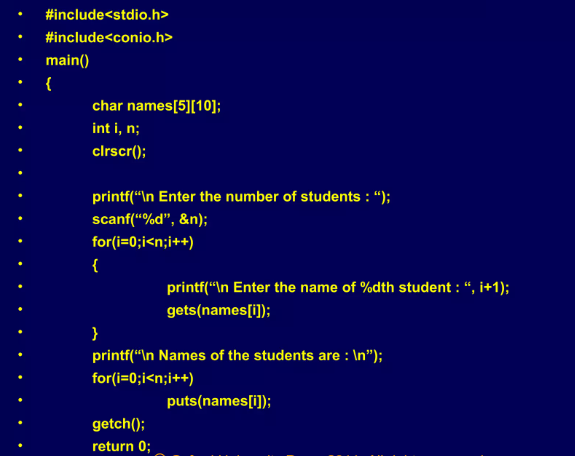 • #include<stdio.h>
• #include<conio.h>
• main()
• {
• char names[5][10];
• int i, n;
• clrscr();
•
• printf(“\n Enter the number of students : “);
• scanf(“%d”, &n);
• for(i=0;i<n;i++)
• {
• printf(“\n Enter the name of %dth student : “, i+1);
• gets(names[i]);
• }
• printf(“\n Names of the students are : \n”);
• for(i=0;i<n;i++)
• puts(names[i]);
• getch();
• return 0;